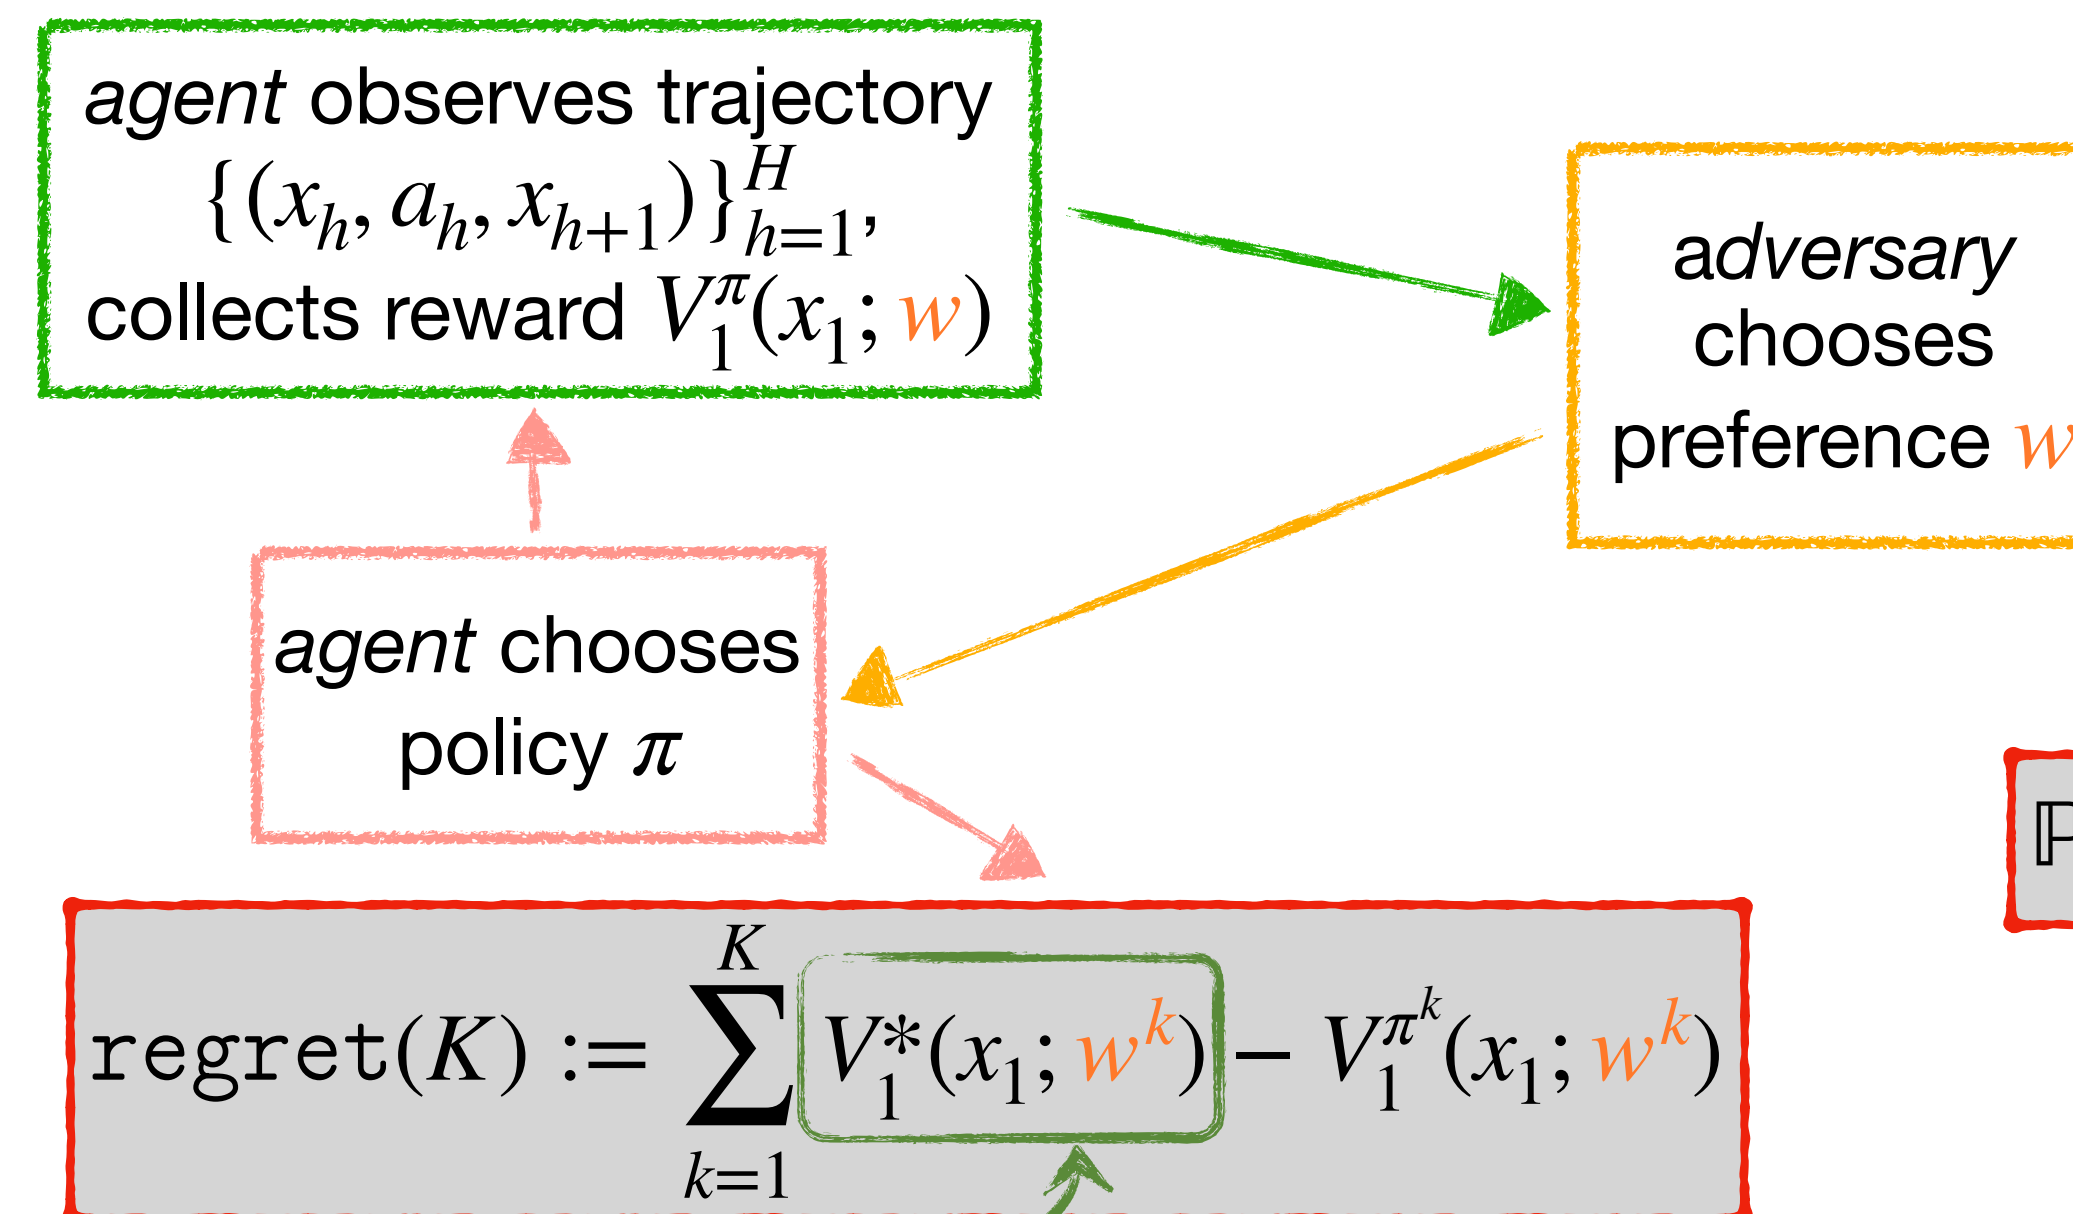 agent observes trajectory
{(x_h, a_h, x_{h+1})}_{h=1}^H,
collects reward V_1^π(x_1; w)
adversary
chooses
preference w
agent chooses
policy π
ℙ
regret(K) := ∑_{k=1}^K V_1^*(x_1; w^k) − V_1^{π^k}(x_1; w^k)